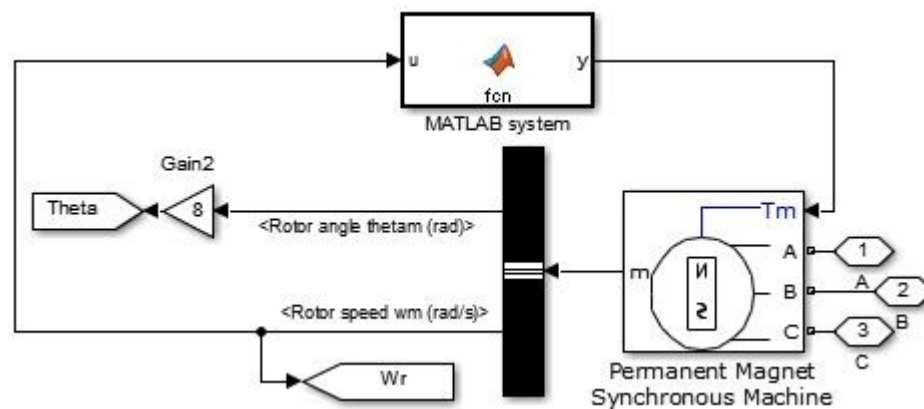 u
y
fcn
MATLAB system
Gain2
Theta
8
<Rotor angle thetam (rad)>
Tm
m
N
S
A
B
C
1
A
2
B
3
C
<Rotor speed wm (rad/s)>
Wr
Permanent Magnet
Synchronous Machine